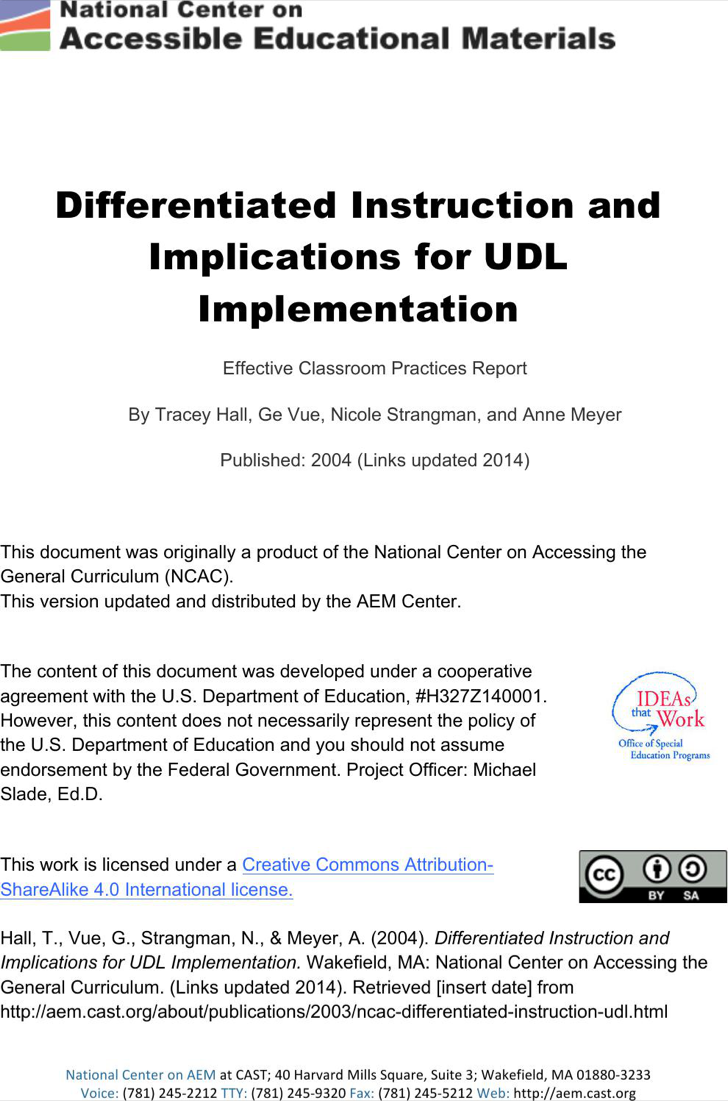 National Center on
Accessible Educational Materials
Differentiated Instruction and
Implications for UDL
Implementation
Effective Classroom Practices Report
By Tracey Hall, Ge Vue, Nicole Strangman, and Anne Meyer
Published: 2004 (Links updated 2014)
This document was originally a product of the National Center on Accessing the
General Curriculum (NCAC).
This version updated and distributed by the AEM Center.
The content of this document was developed under a cooperative
agreement with the U.S. Department of Education, #H327Z140001.
However, this content does not necessarily represent the policy of
the U.S. Department of Education and you should not assume
endorsement by the Federal Government. Project Officer: Michael
Slade, Ed.D.
IDEAs
that Work
Office of Special
Education Programs
This work is licensed under a Creative Commons Attribution-
ShareAlike 4.0 International license.
cc
BY SA
Hall, T., Vue, G., Strangman, N., & Meyer, A. (2004). Differentiated Instruction and
Implications for UDL Implementation. Wakefield, MA: National Center on Accessing the
General Curriculum. (Links updated 2014). Retrieved [insert date] from
http://aem.cast.org/about/publications/2003/ncac-differentiated-instruction-udl.html
National Center on AEM at CAST; 40 Harvard Mills Square, Suite 3; Wakefield, MA 01880-3233
Voice: (781) 245-2212 TTY: (781) 245-9320 Fax: (781) 245-5212 Web: http://aem.cast.org